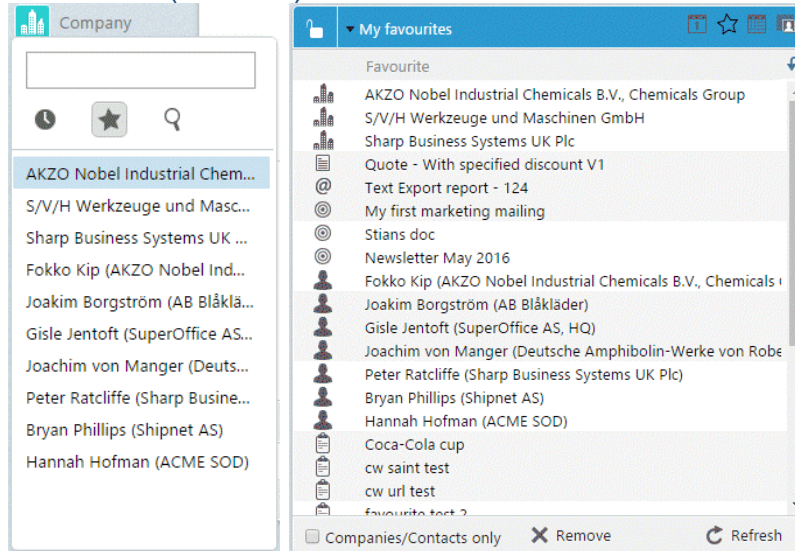 Company
AKZO Nobel Industrial Chem...
S/V/H Werkzeuge und Masc...
Sharp Business Systems UK ...
Fokko Kip (AKZO Nobel Ind...
Joakim Borgström (AB Blåklä...
Gisle Jentoft (SuperOffice AS...
Joachim von Manger (Deuts...
Peter Ratcliffe (Sharp Busine...
Bryan Phillips (Shipnet AS)
Hannah Hofman (ACME SOD)
My favourites
Favourite
AKZO Nobel Industrial Chemicals B.V., Chemicals Group
S/V/H Werkzeuge und Maschinen GmbH
Sharp Business Systems UK Plc
Quote - With specified discount V1
Text Export report - 124
My first marketing mailing
Stians doc
Newsletter May 2016
Fokko Kip (AKZO Nobel Industrial Chemicals B.V., Chemicals
Joakim Borgström (AB Blåkläder)
Gisle Jentoft (SuperOffice AS, HQ)
Joachim von Manger (Deutsche Amphibolin-Werke von Robe
Peter Ratcliffe (Sharp Business Systems UK Plc)
Bryan Phillips (Shipnet AS)
Hannah Hofman (ACME SOD)
Coca-Cola cup
cw saint test
cw url test
favourite test 2
Companies/Contacts only
Remove
Refresh